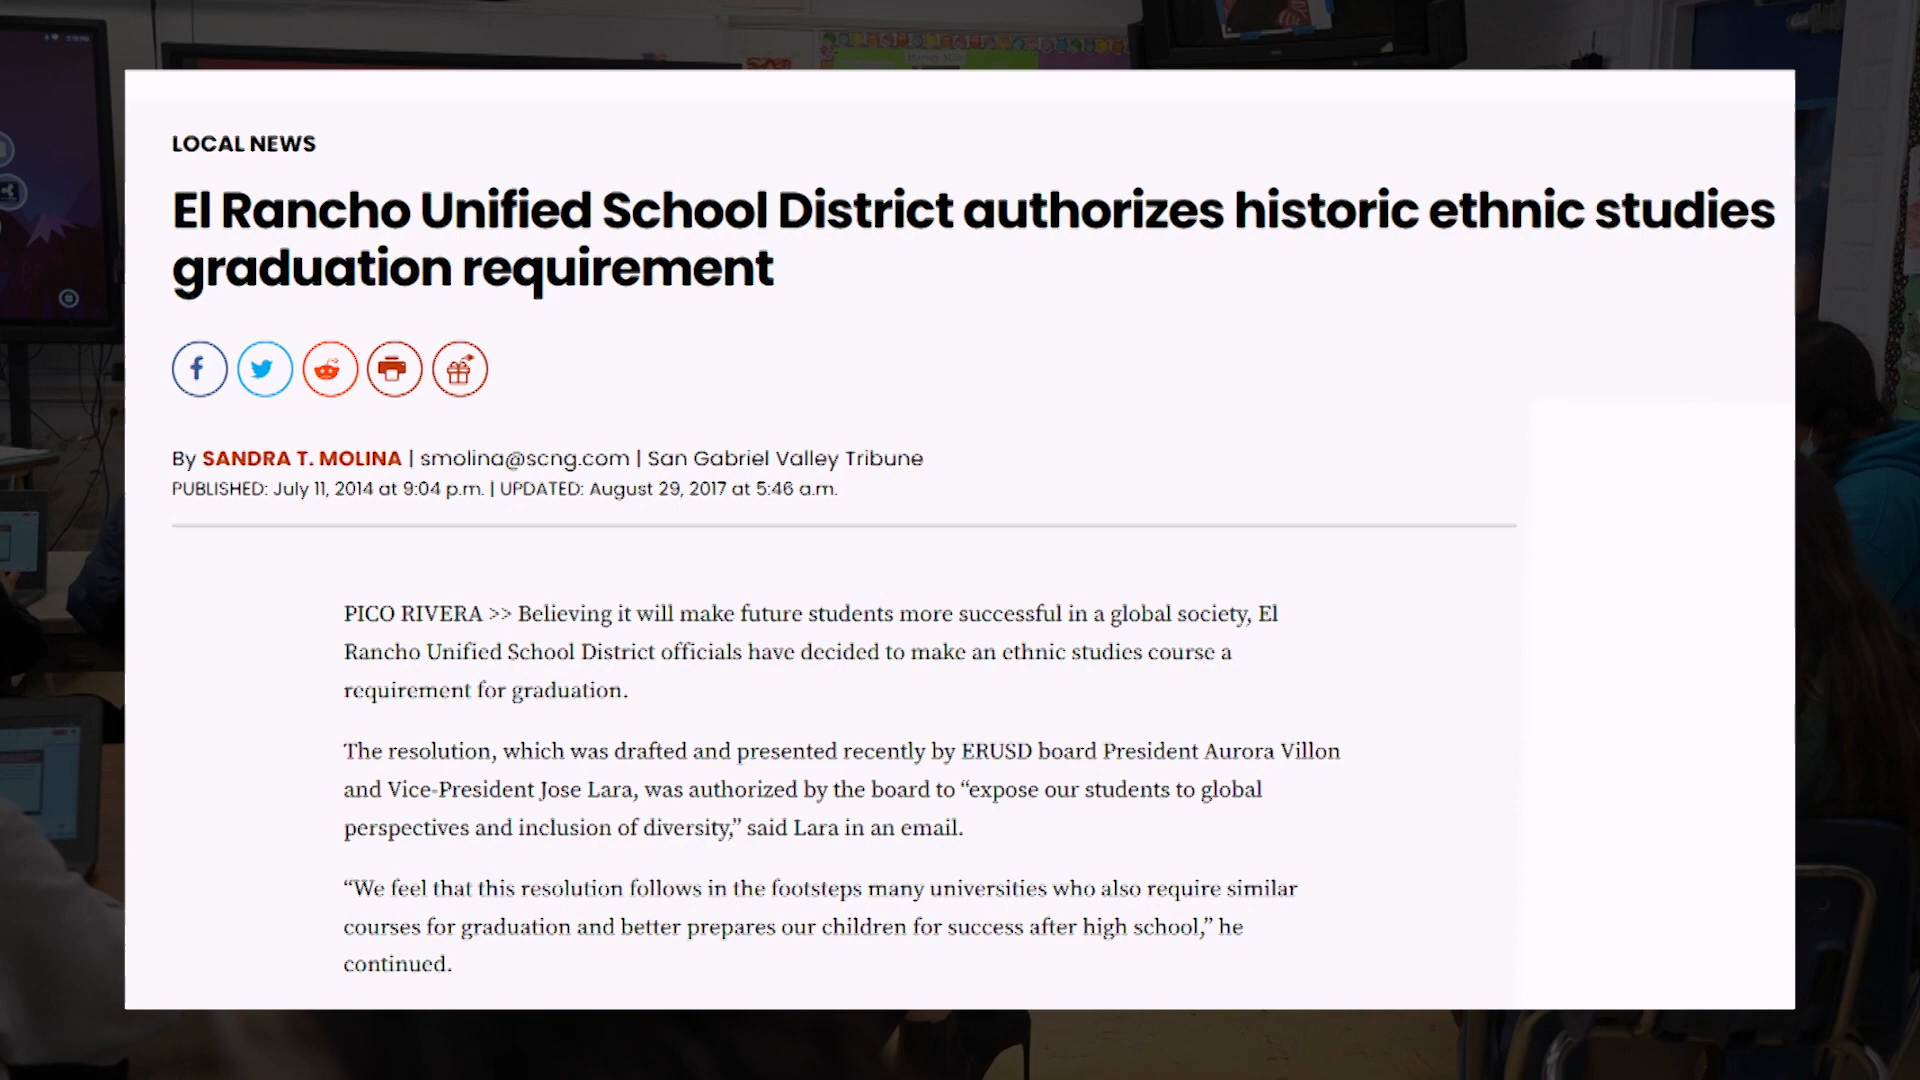 LOCAL NEWS
El Rancho Unified School District authorizes historic ethnic studies
graduation requirement
By SANDRA T. MOLINA | smolina@scng.com | San Gabriel Valley Tribune
PUBLISHED: July 11, 2014 at 9:04 p.m. | UPDATED: August 29, 2017 at 5:46 a.m.
PICO RIVERA >> Believing it will make future students more successful in a global society, El
Rancho Unified School District officials have decided to make an ethnic studies course a
requirement for graduation.
The resolution, which was drafted and presented recently by ERUSD board President Aurora Villon
and Vice-President Jose Lara, was authorized by the board to “expose our students to global
perspectives and inclusion of diversity,” said Lara in an email.
“We feel that this resolution follows in the footsteps many universities who also require similar
courses for graduation and better prepares our children for success after high school,” he
continued.